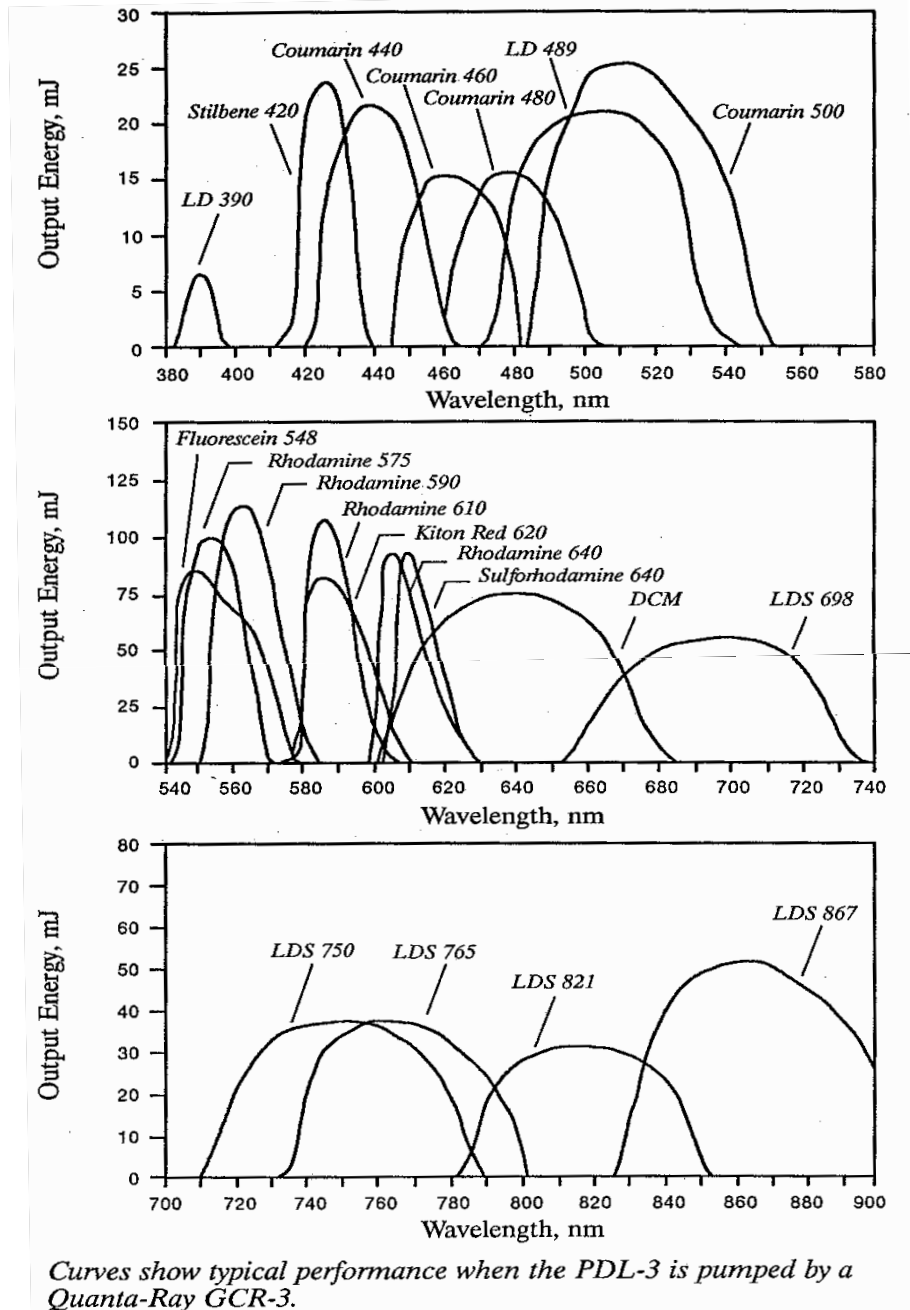 30
25
20
15
10
5
0
Output Energy, mJ
Coumarin 440
LD 489
Coumarin 460
Coumarin 480
Stilbene 420
Coumarin 500
LD 390
380 400 420 440 460 480 500 520 540 560 580
Wavelength, nm
150
125
100
75
50
25
0
Output Energy, mJ
Fluorescein 548
Rhodamine 575
Rhodamine 590
Rhodamine 610
Kiton Red 620
Rhodamine 640
Sulforhodamine 640
DCM
LDS 698
540 560 580 600 620 640 660 680 700 720 740
Wavelength, nm
80
70
60
50
40
30
20
10
0
Output Energy, mJ
LDS 750
LDS 765
LDS 821
LDS 867
700 720 740 760 780 800 820 840 860 880 900
Wavelength, nm
Curves show typical performance when the PDL-3 is pumped by a
Quanta-Ray GCR-3.